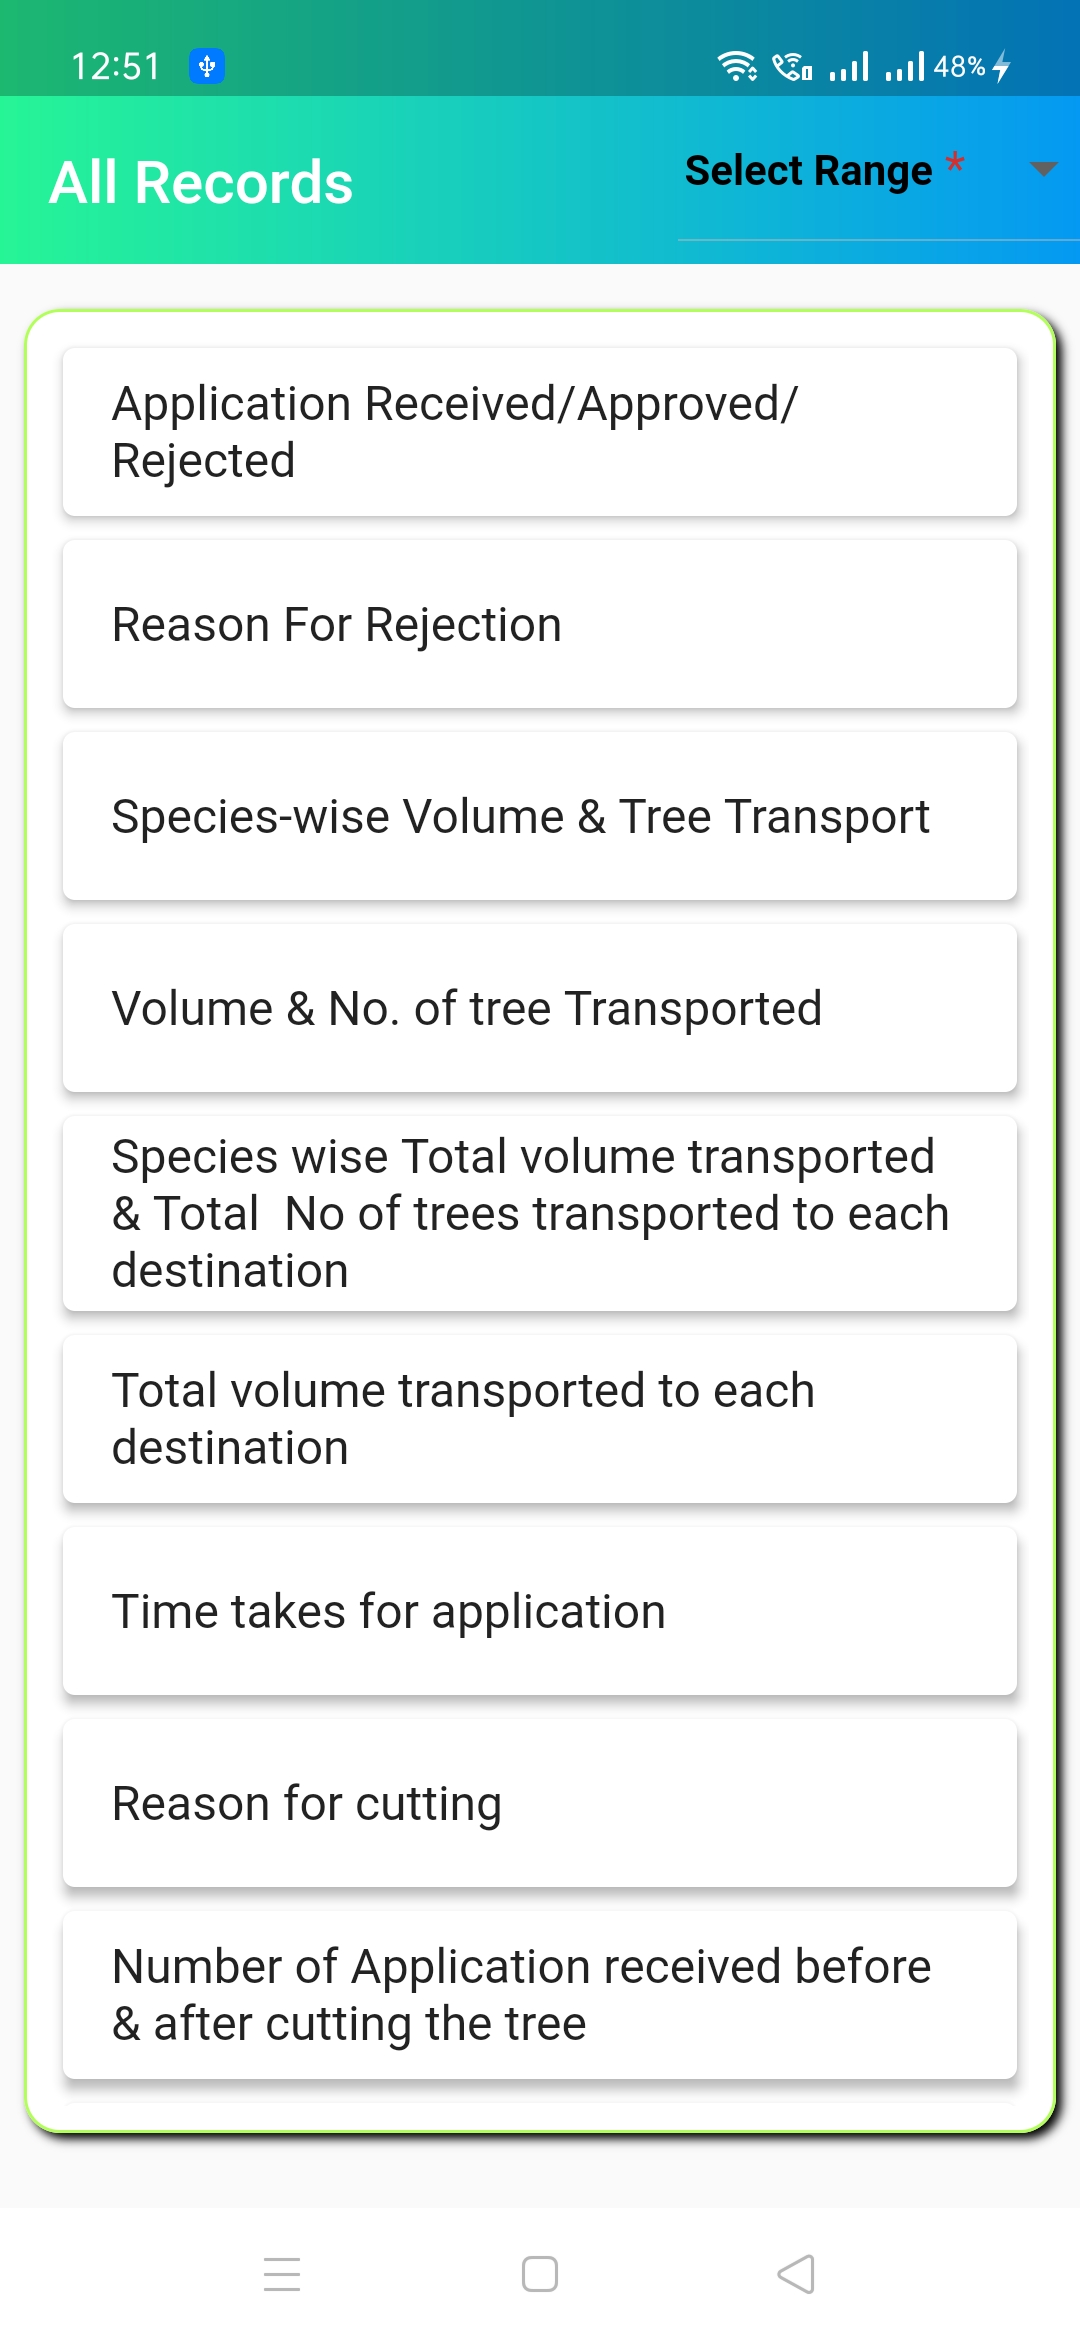 12:51
48%
All Records
Select Range *
Application Received/Approved/
Rejected
Reason For Rejection
Species-wise Volume & Tree Transport
Volume & No. of tree Transported
Species wise Total volume transported
& Total  No of trees transported to each
destination
Total volume transported to each
destination
Time takes for application
Reason for cutting
Number of Application received before
& after cutting the tree